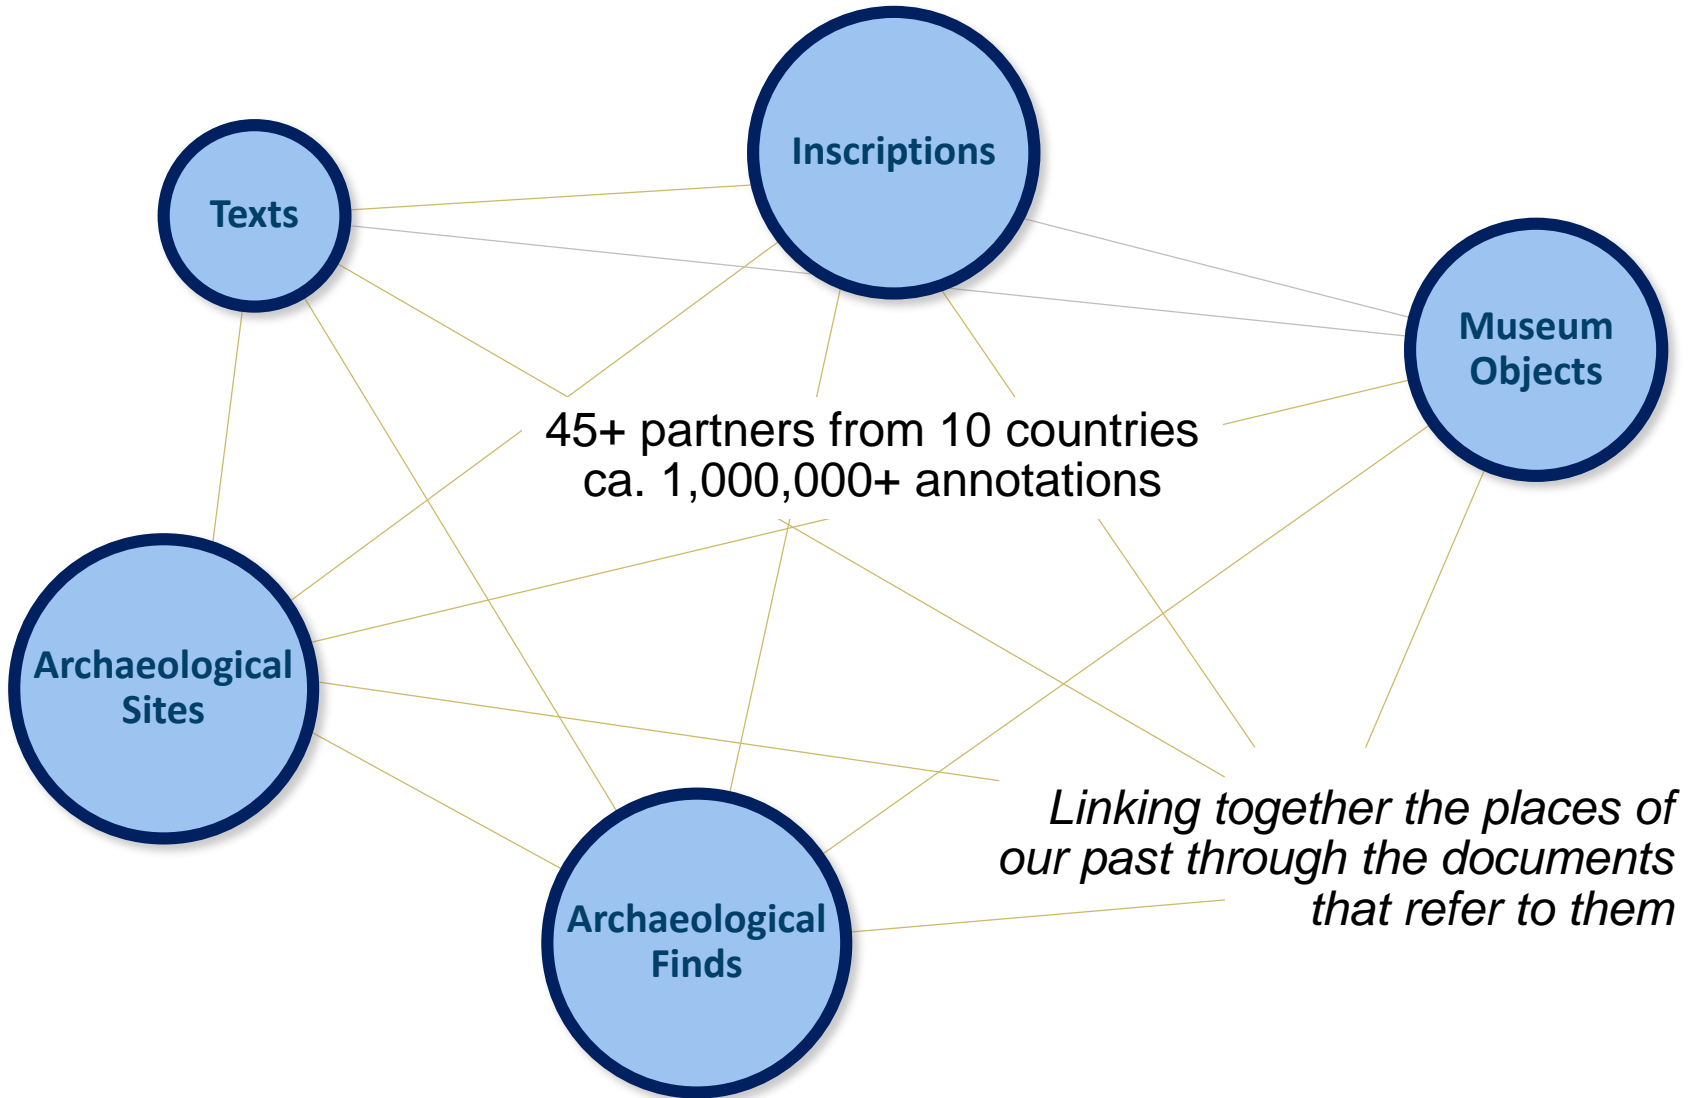 Inscriptions
Texts
Museum
Objects
45+ partners from 10 countries
ca. 1,000,000+ annotations
Archaeological
Sites
Linking together the places of
our past through the documents
that refer to them
Archaeological
Finds